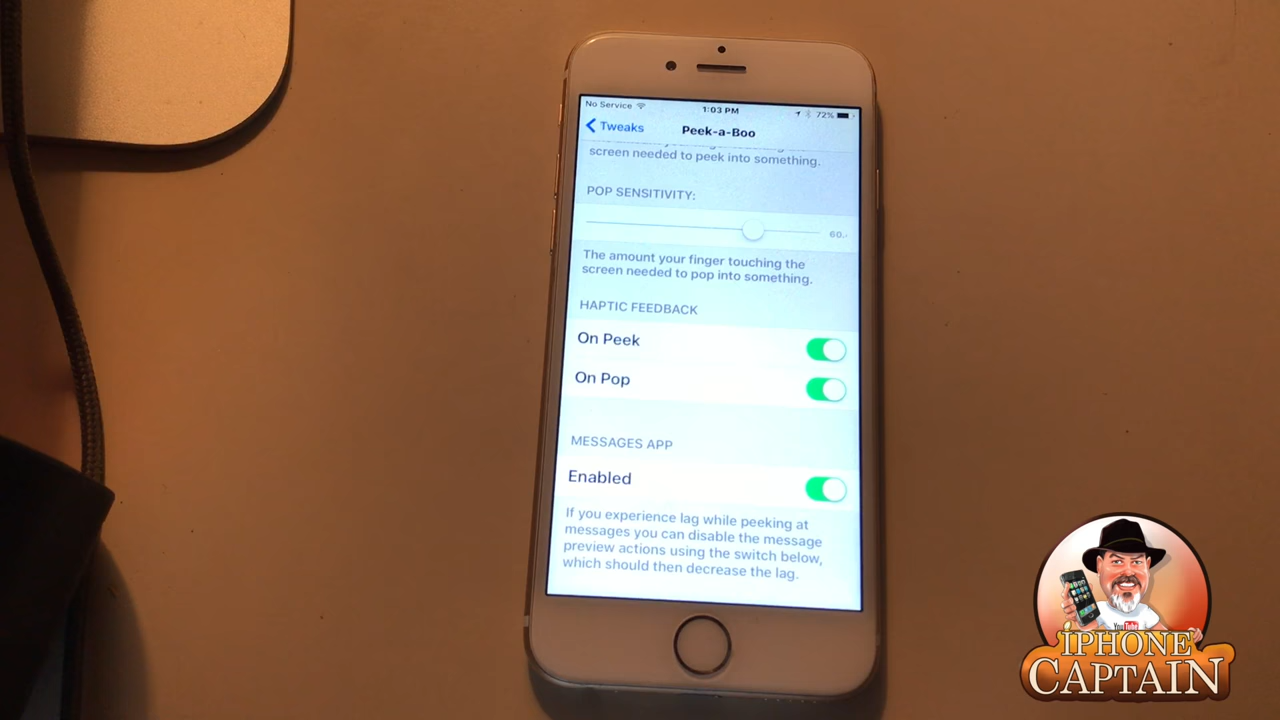 No Service
1:03 PM
72%
Tweaks
Peek-a-Boo
screen needed to peek into something.
POP SENSITIVITY:
60.
The amount your finger touching the
screen needed to pop into something.
HAPTIC FEEDBACK
On Peek
On Pop
MESSAGES APP
Enabled
If you experience lag while peeking at
messages you can disable the message
preview actions using the switch below,
which should then decrease the lag.
YouTube
iPHONE
CAPTAIN